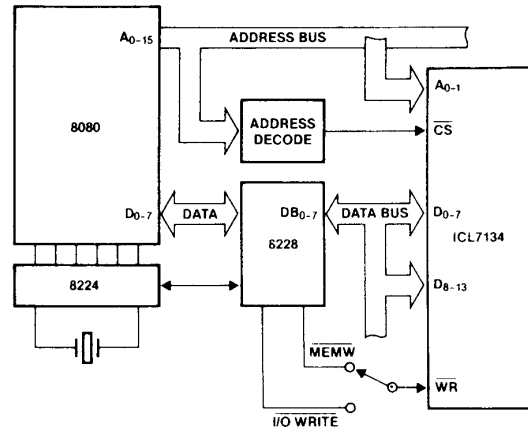 A0-15
ADDRESS BUS
A0-1
8080
ADDRESS
DECODE
CS
D0-7
DATA
DB0-7
DATA BUS
D0-7
ICL7134
8228
8224
D8-13
MEMW
WR
I/O WRITE